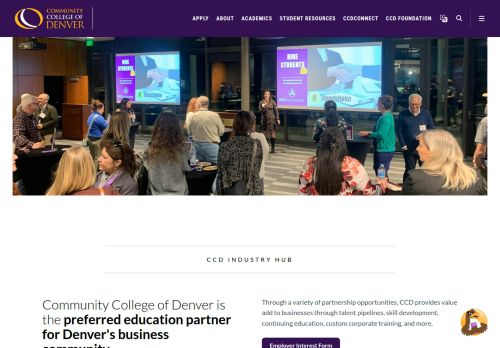 COMMUNITY
COLLEGE OF
DENVER
APPLY ABOUT ACADEMICS STUDENT RESOURCES CCDCONNECT CCD FOUNDATION
HIRE
STUDENTS
HIRE
STUDENTS
Handshake
CCD INDUSTRY HUB
Community College of Denver is
the preferred education partner
for Denver's business
community
Through a variety of partnership opportunities, CCD provides value
add to businesses through talent pipelines, skill development,
continuing education, custom corporate training, and more.
Employer Interest Form